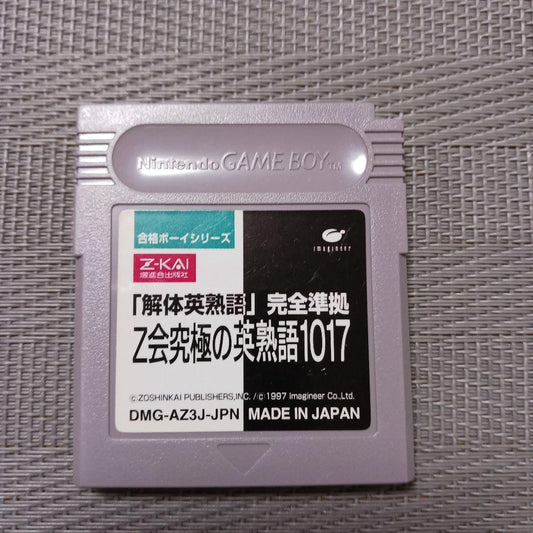 Nintendo GAME BOY TM
合格ボーイシリーズ
imagineer
Z-KAI
増進会出版社
「解体英熟語」完全準拠
Z会究極の英熟語1017
© ZOSHINKAI PUBLISHERS,INC. / © 1997 Imagineer Co.,Ltd.
DMG-AZ3J-JPN MADE IN JAPAN